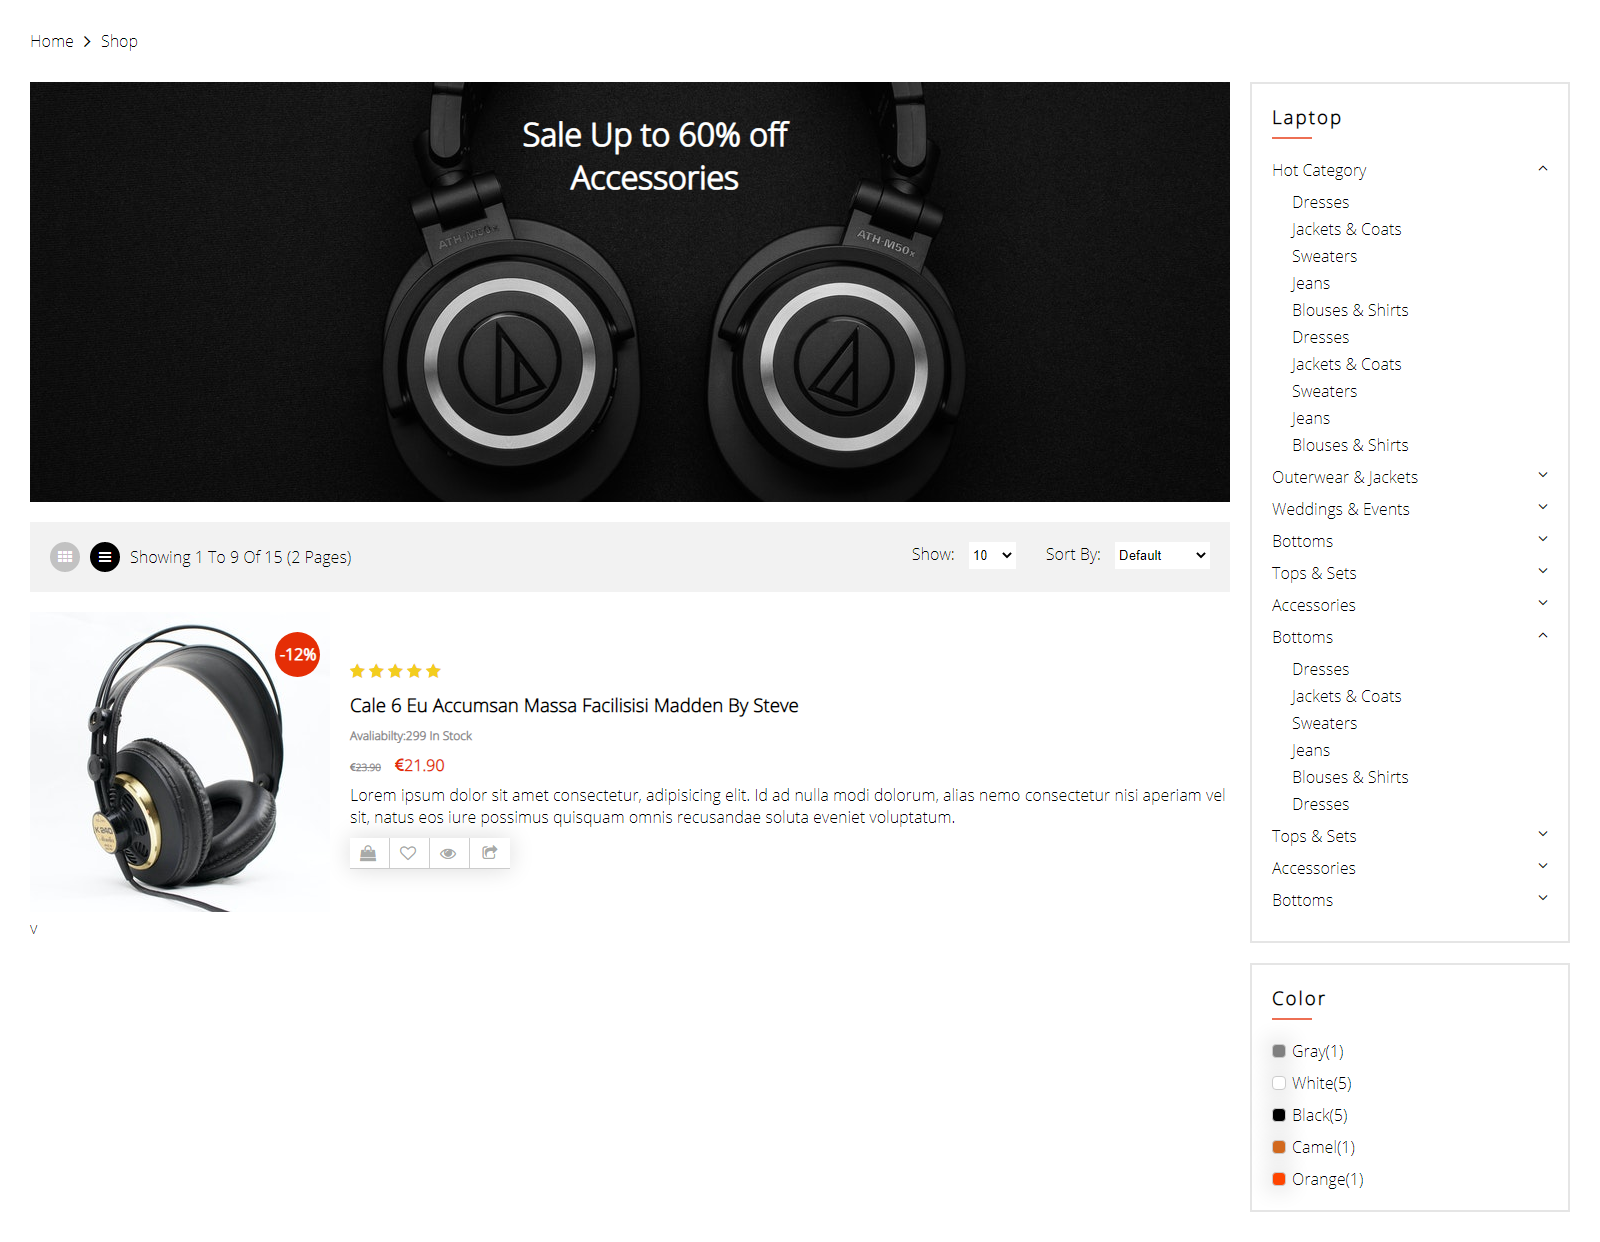 Home > Shop
Sale Up to 60% off
Accessories
ATH-M50x
ATH-M50x
Showing 1 To 9 Of 15 (2 Pages)
Show: 10
Sort By: Default
-12%
K240
Cale 6 Eu Accumsan Massa Facilisisi Madden By Steve
Avaliabilty:299 In Stock
€23.90 €21.90
Lorem ipsum dolor sit amet consectetur, adipisicing elit. Id ad nulla modi dolorum, alias nemo consectetur nisi aperiam vel
sit, natus eos iure possimus quisquam omnis recusandae soluta eveniet voluptatum.
v
Laptop
Hot Category
Dresses
Jackets & Coats
Sweaters
Jeans
Blouses & Shirts
Dresses
Jackets & Coats
Sweaters
Jeans
Blouses & Shirts
Outerwear & Jackets
Weddings & Events
Bottoms
Tops & Sets
Accessories
Bottoms
Dresses
Jackets & Coats
Sweaters
Jeans
Blouses & Shirts
Dresses
Tops & Sets
Accessories
Bottoms
Color
Gray(1)
White(5)
Black(5)
Camel(1)
Orange(1)